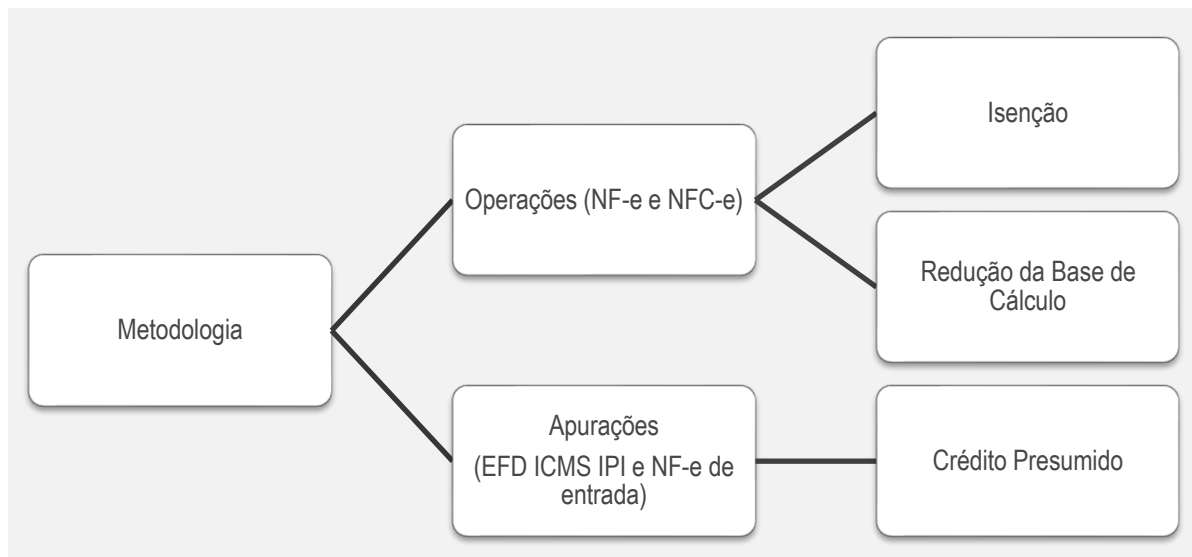 Metodologia
Operações (NF-e e NFC-e)
Isenção
Redução da Base de
Cálculo
Apurações
(EFD ICMS IPI e NF-e de
entrada)
Crédito Presumido